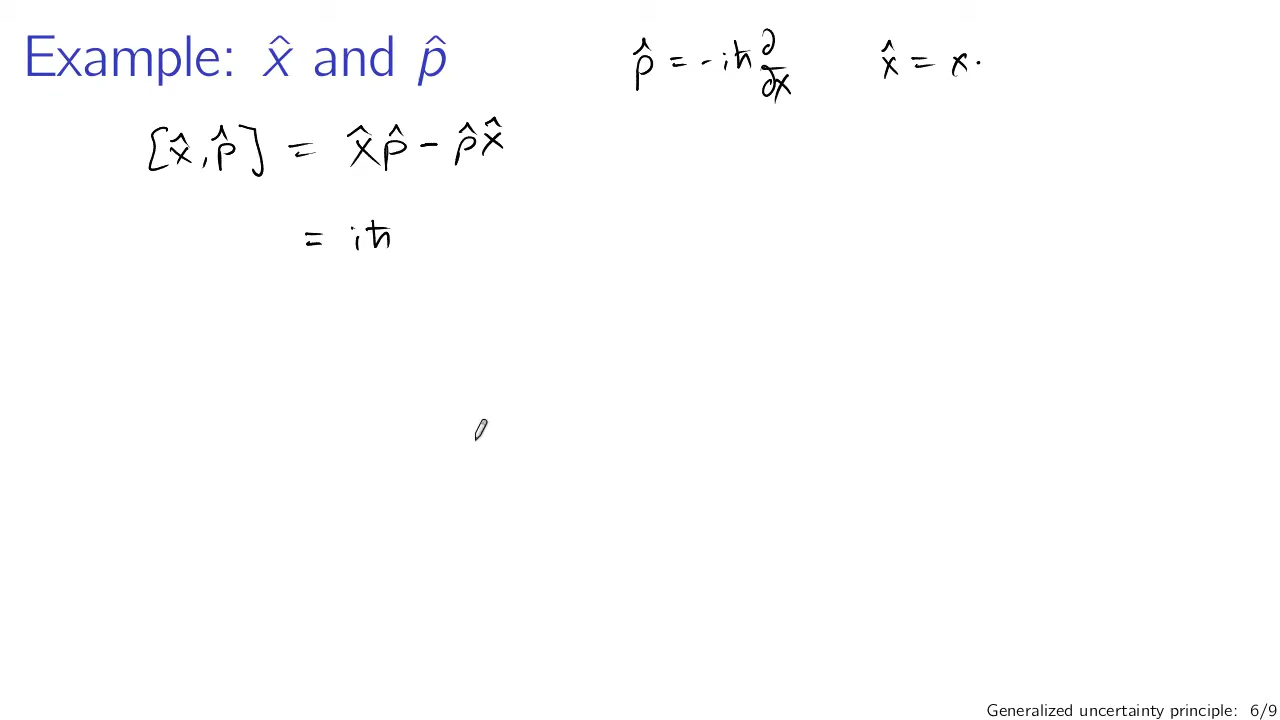 Example: x̂ and p̂
p̂ = -iħ ∂/∂x    x̂ = x·
[x̂, p̂] = x̂p̂ - p̂x̂
= iħ
Generalized uncertainty principle: 6/9